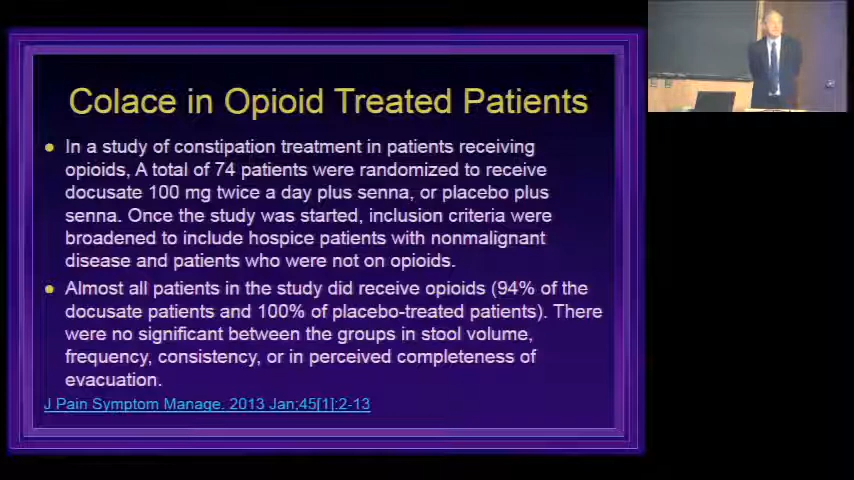 Colace in Opioid Treated Patients
In a study of constipation treatment in patients receiving
opioids, A total of 74 patients were randomized to receive
docusate 100 mg twice a day plus senna, or placebo plus
senna. Once the study was started, inclusion criteria were
broadened to include hospice patients with nonmalignant
disease and patients who were not on opioids.
Almost all patients in the study did receive opioids (94% of the
docusate patients and 100% of placebo-treated patients). There
were no significant between the groups in stool volume,
frequency, consistency, or in perceived completeness of
evacuation.
J Pain Symptom Manage. 2013 Jan;45[1]:2-13